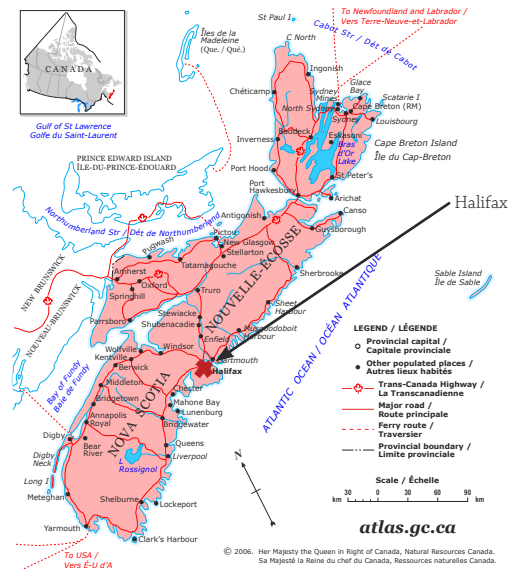 To Newfoundland and Labrador /
Vers Terre-Neuve-et-Labrador
St Paul I
Cabot Str / Dét de Cabot
Îles de la
Madeleine
(Que. / Qué.)
C North
CANADA
Ingonish
Glace
Bay
Chéticamp
Sydney
Mines
Scatarie I
North Sydney
Cape Breton (RM)
Sydney
Louisbourg
Gulf of St Lawrence
Golfe du Saint-Laurent
Baddeck
Eskasoni
Inverness
Bras
d'Or
Lake
Cape Breton Island
Île du Cap-Breton
PRINCE EDWARD ISLAND
ÎLE-DU-PRINCE-ÉDOUARD
Port Hood
St Peter's
Port
Hawkesbury
Arichat
Halifax
Northumberland Str / Dét de Northumberland
Antigonish
Canso
Pictou
Guysborough
Pugwash
New Glasgow
Stellarton
Tatamagouche
Amherst
Sherbrooke
NEW BRUNSWICK
NOUVEAU-BRUNSWICK
Oxford
Springhill
Truro
NOUVELLE-ÉCOSSE
Sable Island
Île de Sable
Sheet
Harbour
Parrsboro
Stewiacke
Shubenacadie
Musquodoboit
Harbour
ATLANTIC OCEAN / OCÉAN ATLANTIQUE
Enfield
Wolfville
Windsor
Kentville
Dartmouth
Berwick
Halifax
Bay of Fundy
Baie de Fundy
Middleton
Chester
Bridgetown
Mahone Bay
Lunenburg
Annapolis
Royal
NOVA SCOTIA
Bridgewater
Digby
Bear
River
Queens
Digby
Neck
L
Rossignol
Liverpool
Long I
Meteghan
Shelburne
Lockeport
Yarmouth
Clark's Harbour
To USA /
Vers É-U d'A
N
LEGEND / LÉGENDE
Provincial capital /
Capitale provinciale
Other populated places /
Autres lieux habités
Trans-Canada Highway /
La Transcanadienne
Major road /
Route principale
Ferry route /
Traversier
Provincial boundary /
Limite provinciale
Scale / Échelle
km 30 0 30 60 90 km
atlas.gc.ca
© 2006. Her Majesty the Queen in Right of Canada, Natural Resources Canada.
Sa Majesté la Reine du chef du Canada, Ressources naturelles Canada.